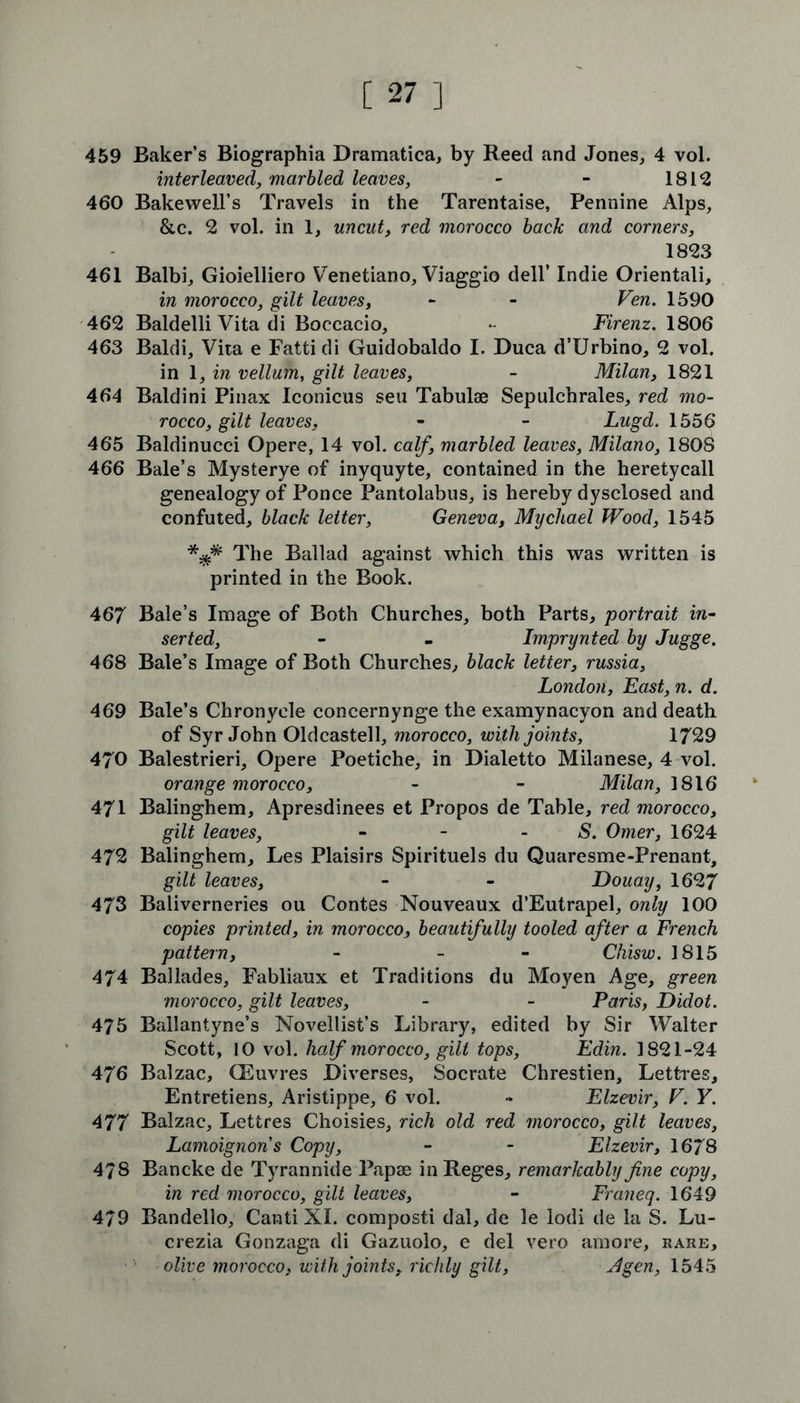 [ 27 ]
459 Baker's Biographia Dramatica, by Reed and Jones, 4 vol.
interleaved, marbled leaves, - - 1812
460 Bakewell's Travels in the Tarentaise, Pennine Alps,
&c. 2 vol. in 1, uncut, red morocco back and corners,
- 1823
461 Balbi, Gioielliero Venetiano, Viaggio dell' Indie Orientali,
in morocco, gilt leaves, - - Ven. 1590
462 Baldelli Vita di Boccacio, - Firenz. 1806
463 Baldi, Vita e Fatti di Guidobaldo I. Duca d'Urbino, 2 vol.
in 1, in vellum, gilt leaves, - Milan, 1821
464 Baldini Pinax Iconicus seu Tabulæ Sepulchrales, red mo-
rocco, gilt leaves, - - Lugd. 1556
465 Baldinucci Opere, 14 vol. calf, marbled leaves, Milano, 1808
466 Bale's Mysterye of inyquyte, contained in the heretycall
genealogy of Ponce Pantolabus, is hereby dysclosed and
confuted, black letter, Geneva, Mychael Wood, 1545
*** The Ballad against which this was written is
printed in the Book.
467 Bale's Image of Both Churches, both Parts, portrait in-
serted, - - Imprynted by Jugge.
468 Bale's Image of Both Churches, black letter, russia,
London, East, n. d.
469 Bale's Chronycle concernynge the examynacyon and death
of Syr John Oldcastell, morocco, with joints, 1729
470 Balestrieri, Opere Poetiche, in Dialetto Milanese, 4 vol.
orange morocco, - - Milan, 1816
471 Balinghem, Apresdinees et Propos de Table, red morocco,
gilt leaves, - - - S. Omer, 1624
472 Balinghem, Les Plaisirs Spirituels du Quaresme-Prenant,
gilt leaves, - - Douay, 1627
473 Baliverneries ou Contes Nouveaux d'Eutrapel, only 100
copies printed, in morocco, beautifully tooled after a French
pattern, - - - Chisw. 1815
474 Ballades, Fabliaux et Traditions du Moyen Age, green
morocco, gilt leaves, - - Paris, Didot.
475 Ballantyne's Novellist's Library, edited by Sir Walter
Scott, 10 vol. half morocco, gilt tops, Edin. 1821-24
476 Balzac, Œuvres Diverses, Socrate Chrestien, Lettres,
Entretiens, Aristippe, 6 vol. - Elzevir, V. Y.
477 Balzac, Lettres Choisies, rich old red morocco, gilt leaves,
Lamoignon's Copy, - - Elzevir, 1678
478 Bancke de Tyrannide Papæ in Reges, remarkably fine copy,
in red morocco, gilt leaves, - Franeq. 1649
479 Bandello, Canti XI. composti dal, de le lodi de la S. Lu-
crezia Gonzaga di Gazuolo, e del vero amore, RARE,
olive morocco, with joints, richly gilt, Agen, 1545